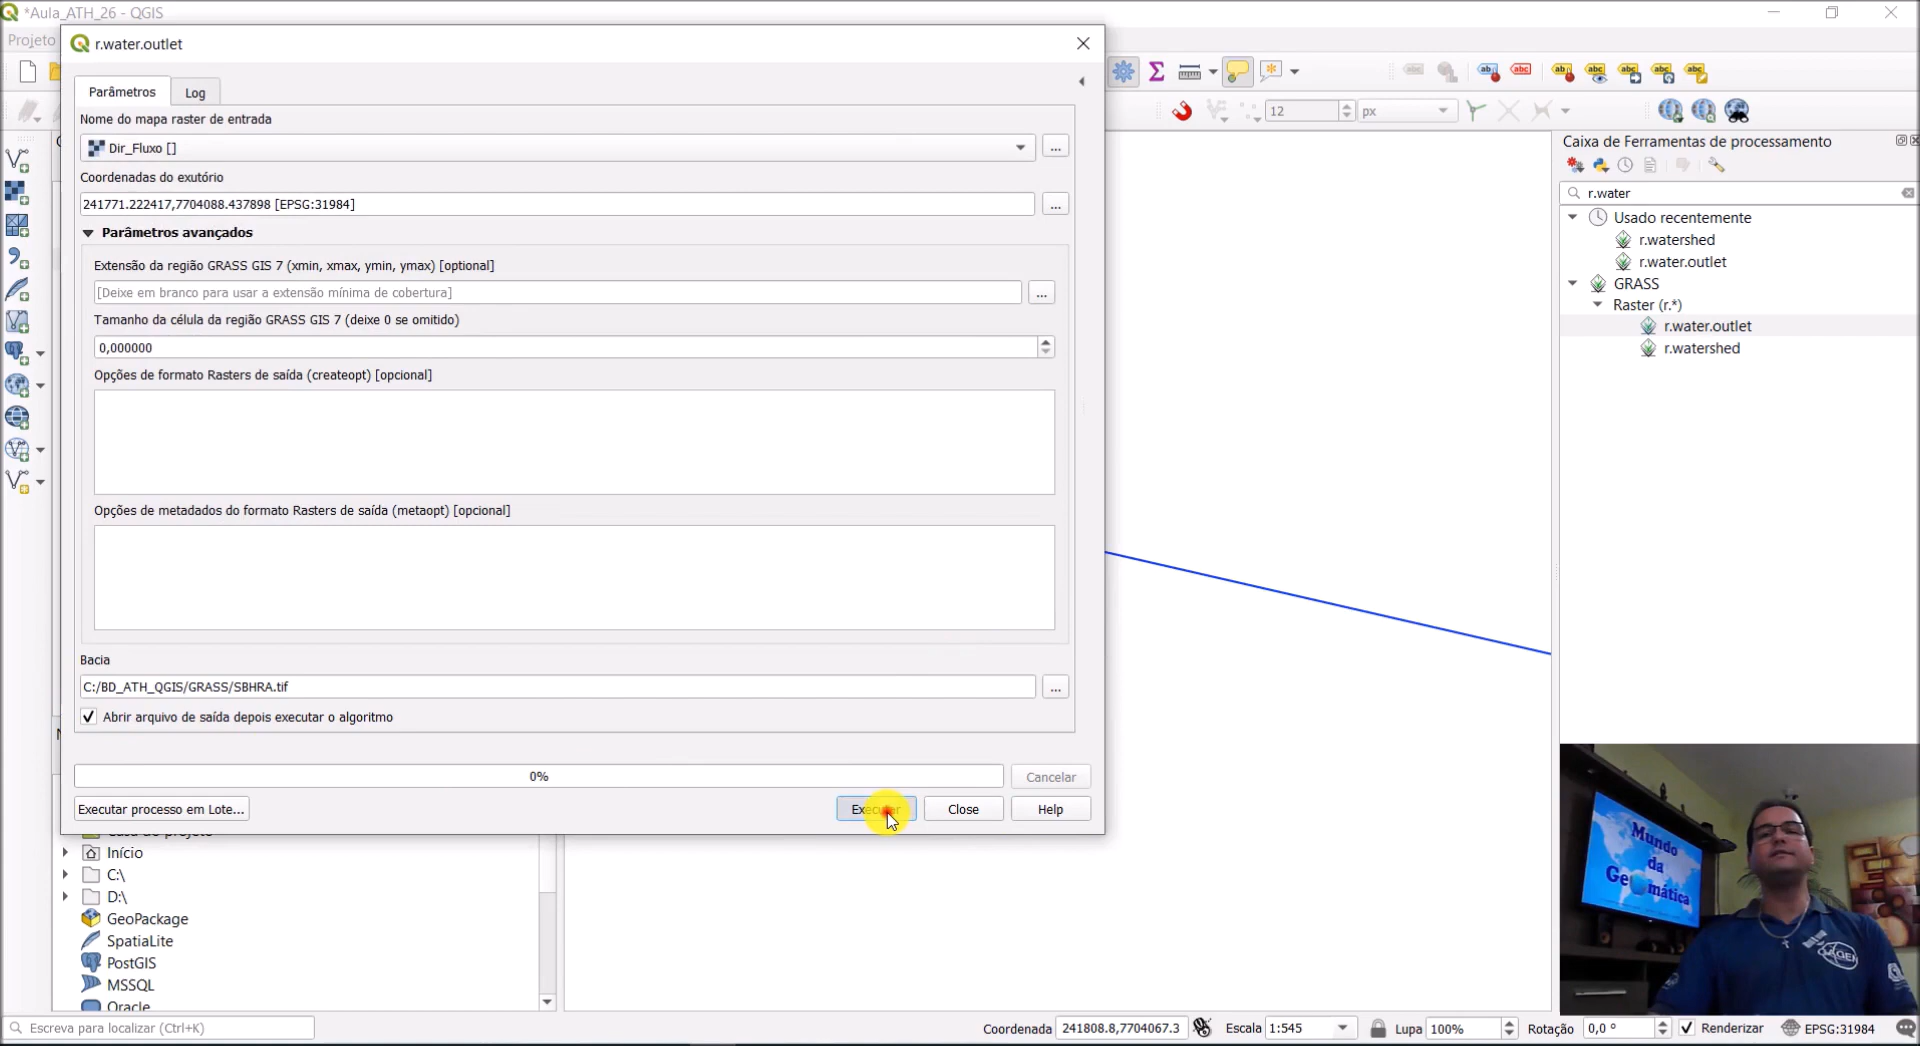 *Aula_ATH_26 - QGIS
Projeto
r.water.outlet
Parâmetros
Log
Nome do mapa raster de entrada
Dir_Fluxo []
...
Coordenadas do exutório
241771.222417,7704088.437898 [EPSG:31984]
...
Parâmetros avançados
Extensão da região GRASS GIS 7 (xmin, xmax, ymin, ymax) [optional]
[Deixe em branco para usar a extensão mínima de cobertura]
...
Tamanho da célula da região GRASS GIS 7 (deixe 0 se omitido)
0,000000
Opções de formato Rasters de saída (createopt) [opcional]
Opções de metadados do formato Rasters de saída (metaopt) [opcional]
Bacia
C:/BD_ATH_QGIS/GRASS/SBHRA.tif
...
Abrir arquivo de saída depois executar o algoritmo
0%
Cancelar
Executar processo em Lote...
Executar
Close
Help
Casa do projeto
Início
C:\
D:\
GeoPackage
SpatiaLite
PostGIS
MSSQL
Oracle
12
px
Caixa de Ferramentas de processamento
r.water
Usado recentemente
r.watershed
r.water.outlet
GRASS
Raster (r.*)
r.water.outlet
r.watershed
Mundo
da
Geomática
Escreva para localizar (Ctrl+K)
Coordenada 241808.8,7704067.3
Escala 1:545
Lupa 100%
Rotação 0,0 °
Renderizar
EPSG:31984